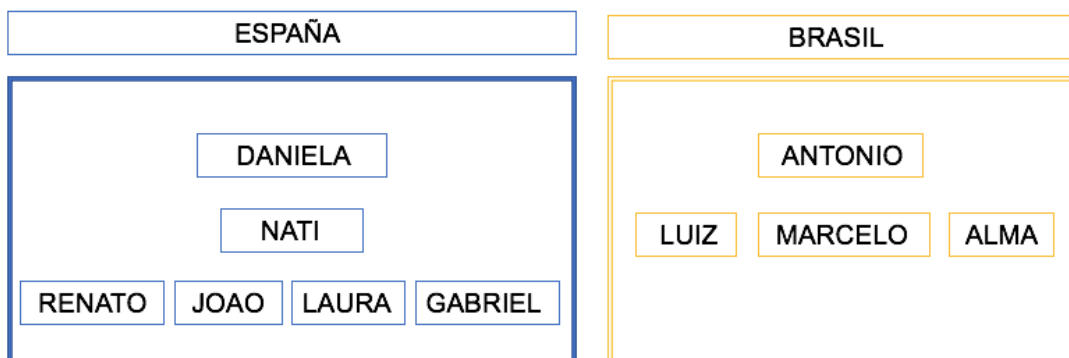 ESPAÑA
DANIELA
NATI
RENATO JOAO LAURA GABRIEL
BRASIL
ANTONIO
LUIZ MARCELO ALMA